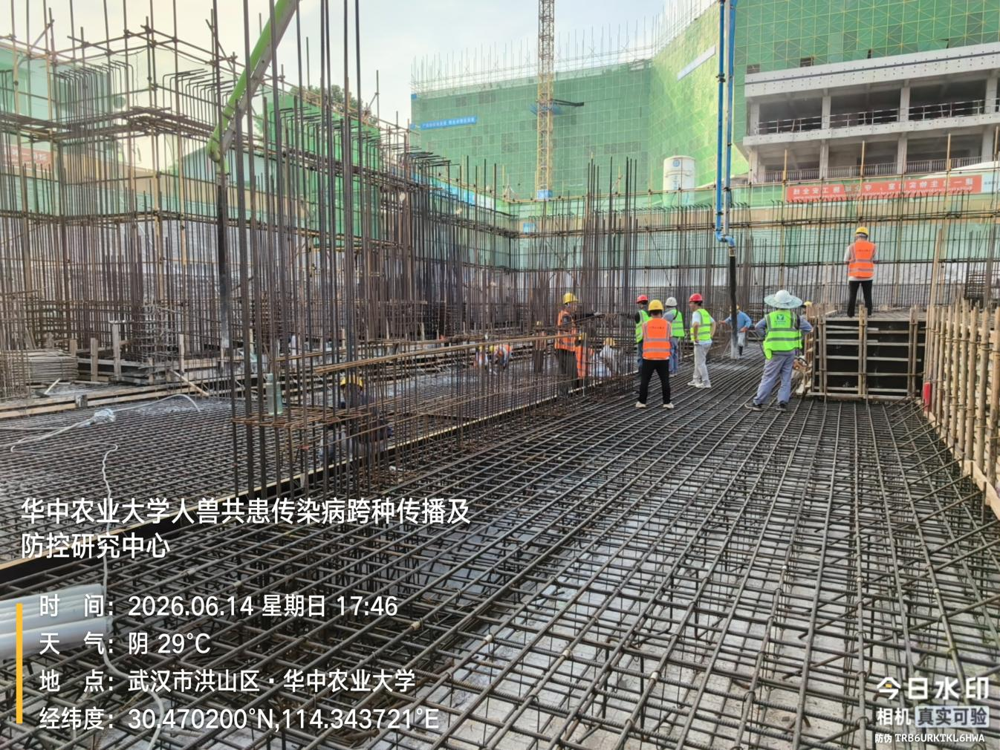 华中农业大学人兽共患传染病跨种传播及
防控研究中心
时 间：2026.06.14 星期日 17:46
天 气：阴 29℃
地 点：武汉市洪山区·华中农业大学
经纬度：30.470200°N,114.343721°E
今日水印
相机 真实可验
防伪 TRB6URKTKL6HWA